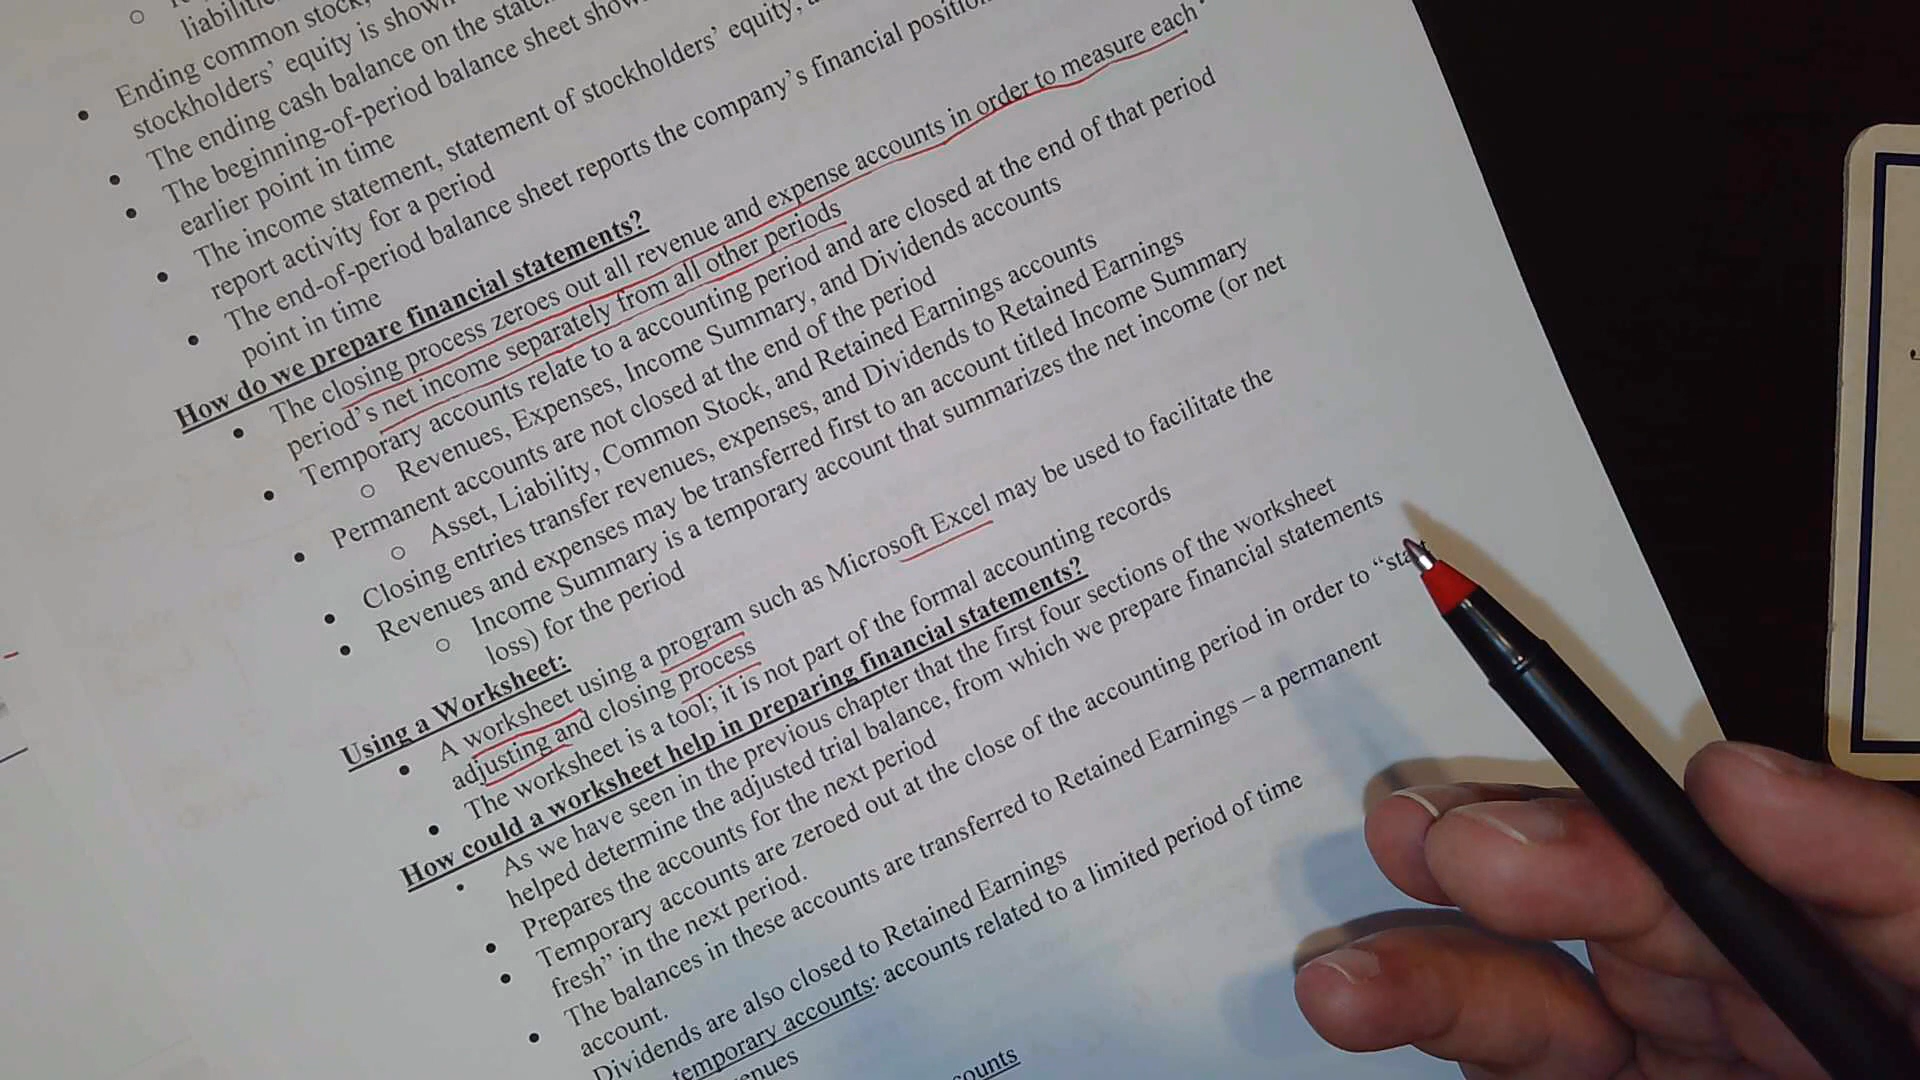 liabilities
Ending common stock,
stockholders' equity is shown
The ending cash balance on the
The beginning-of-period balance sheet
earlier point in time
The income statement, statement of stockholders' equity,
report activity for a period
The end-of-period balance sheet reports the company's financial position
point in time
How do we prepare financial statements?
The closing process zeroes out all revenue and expense accounts in order to measure each
period's net income separately from all other periods
Temporary accounts relate to a accounting period and are closed at the end of that period
Revenues, Expenses, Income Summary, and Dividends accounts
Permanent accounts are not closed at the end of the period
Asset, Liability, Common Stock, and Retained Earnings accounts
Closing entries transfer revenues, expenses, and Dividends to Retained Earnings
Revenues and expenses may be transferred first to an account titled Income Summary
Income Summary is a temporary account that summarizes the net income (or net
loss) for the period
Using a Worksheet:
A worksheet using a program such as Microsoft Excel may be used to facilitate the
adjusting and closing process
The worksheet is a tool; it is not part of the formal accounting records
How could a worksheet help in preparing financial statements?
As we have seen in the previous chapter that the first four sections of the worksheet
helped determine the adjusted trial balance, from which we prepare financial statements
Prepares the accounts for the next period
Temporary accounts are zeroed out at the close of the accounting period in order to "start
fresh" in the next period.
The balances in these accounts are transferred to Retained Earnings – a permanent
account.
Dividends are also closed to Retained Earnings
temporary accounts: accounts related to a limited period of time